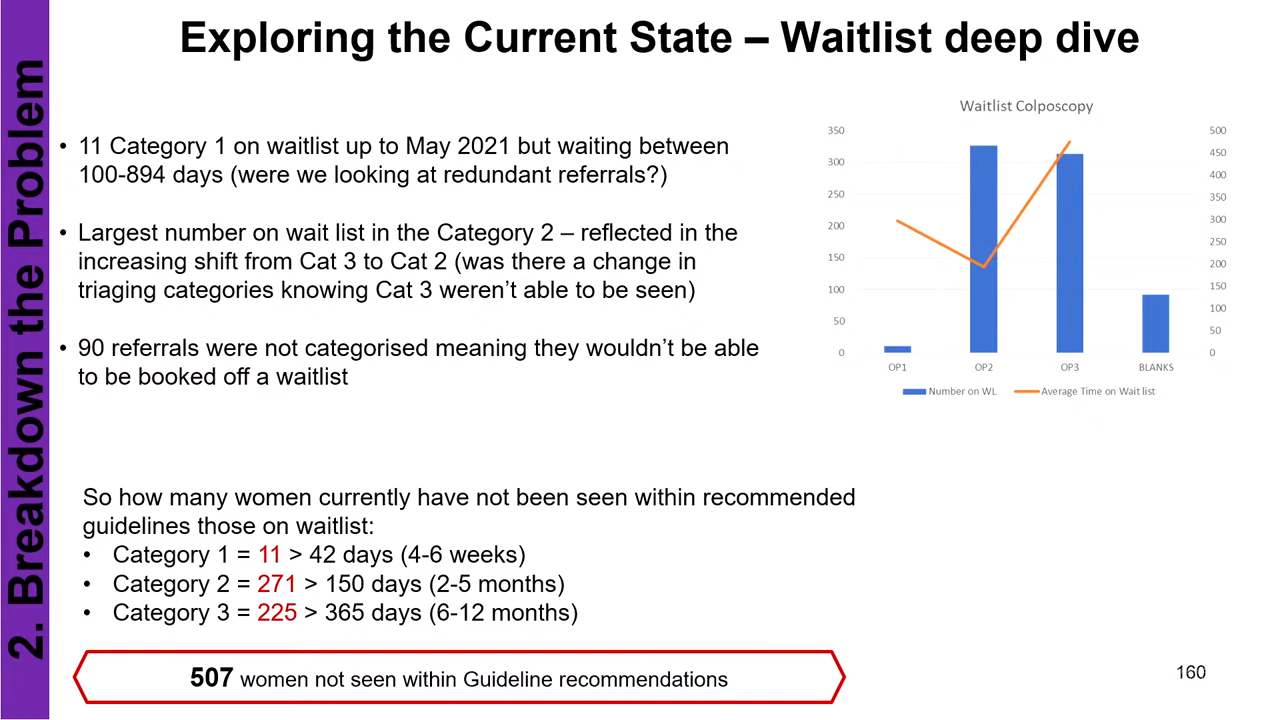 Exploring the Current State – Waitlist deep dive
2. Breakdown the Problem
• 11 Category 1 on waitlist up to May 2021 but waiting between
100-894 days (were we looking at redundant referrals?)
• Largest number on wait list in the Category 2 – reflected in the
increasing shift from Cat 3 to Cat 2 (was there a change in
triaging categories knowing Cat 3 weren’t able to be seen)
• 90 referrals were not categorised meaning they wouldn’t be able
to be booked off a waitlist
Waitlist Colposcopy
350
300
250
200
150
100
50
0
500
450
400
350
300
250
200
150
100
50
0
OP1 OP2 OP3 BLANKS
Number on WL Average Time on Wait list
So how many women currently have not been seen within recommended
guidelines those on waitlist:
• Category 1 = 11 > 42 days (4-6 weeks)
• Category 2 = 271 > 150 days (2-5 months)
• Category 3 = 225 > 365 days (6-12 months)
507 women not seen within Guideline recommendations
160